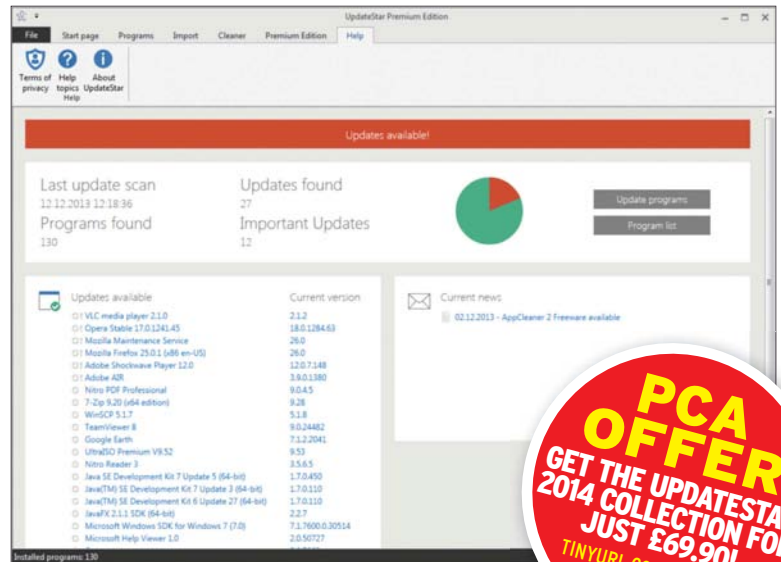 UpdateStar Premium Edition
File Start page Programs Import Cleaner Premium Edition Help
Terms of privacy
Help topics
About UpdateStar
Help
Updates available!
Last update scan
12.12.2013 12:18:36
Programs found
130
Updates found
27
Important Updates
12
Update programs
Program list
Updates available Current version
VLC media player 2.1.0 2.1.2
Opera Stable 17.0.1241.45 18.0.1284.63
Mozilla Maintenance Service 26.0
Mozilla Firefox 25.0.1 (x86 en-US) 26.0
Adobe Shockwave Player 12.0 12.0.7.148
Adobe AIR 3.9.0.1380
Nitro PDF Professional 9.0.4.5
7-Zip 9.20 (x64 edition) 9.28
WinSCP 5.1.7 5.1.8
TeamViewer 8 9.0.24482
Google Earth 7.1.2.2041
UltraISO Premium V9.52 9.53
Nitro Reader 3 3.5.6.5
Java SE Development Kit 7 Update 5 (64-bit) 1.7.0.450
Java(TM) SE Development Kit 7 Update 3 (64-bit) 1.7.0.110
Java(TM) SE Development Kit 6 Update 27 (64-bit) 1.7.0.110
JavaFX 2.1.1 SDK (64-bit) 2.2.7
Microsoft Windows SDK for Windows 7 (7.0) 7.1.7600.0.30514
Microsoft Help Viewer 1.0 2.0.50727
Current news
02.12.2013 - AppCleaner 2 Freeware available
Installed programs: 130
PCA
OFFER
GET THE UPDATESTA
2014 COLLECTION FO
JUST £69.90!